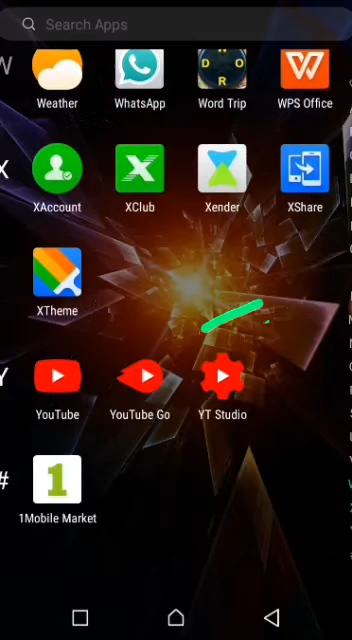 Search Apps
W
Weather WhatsApp Word Trip WPS Office
X
XAccount XClub Xender XShare
XTheme
Y
YouTube YouTube Go YT Studio
#
1
1Mobile Market